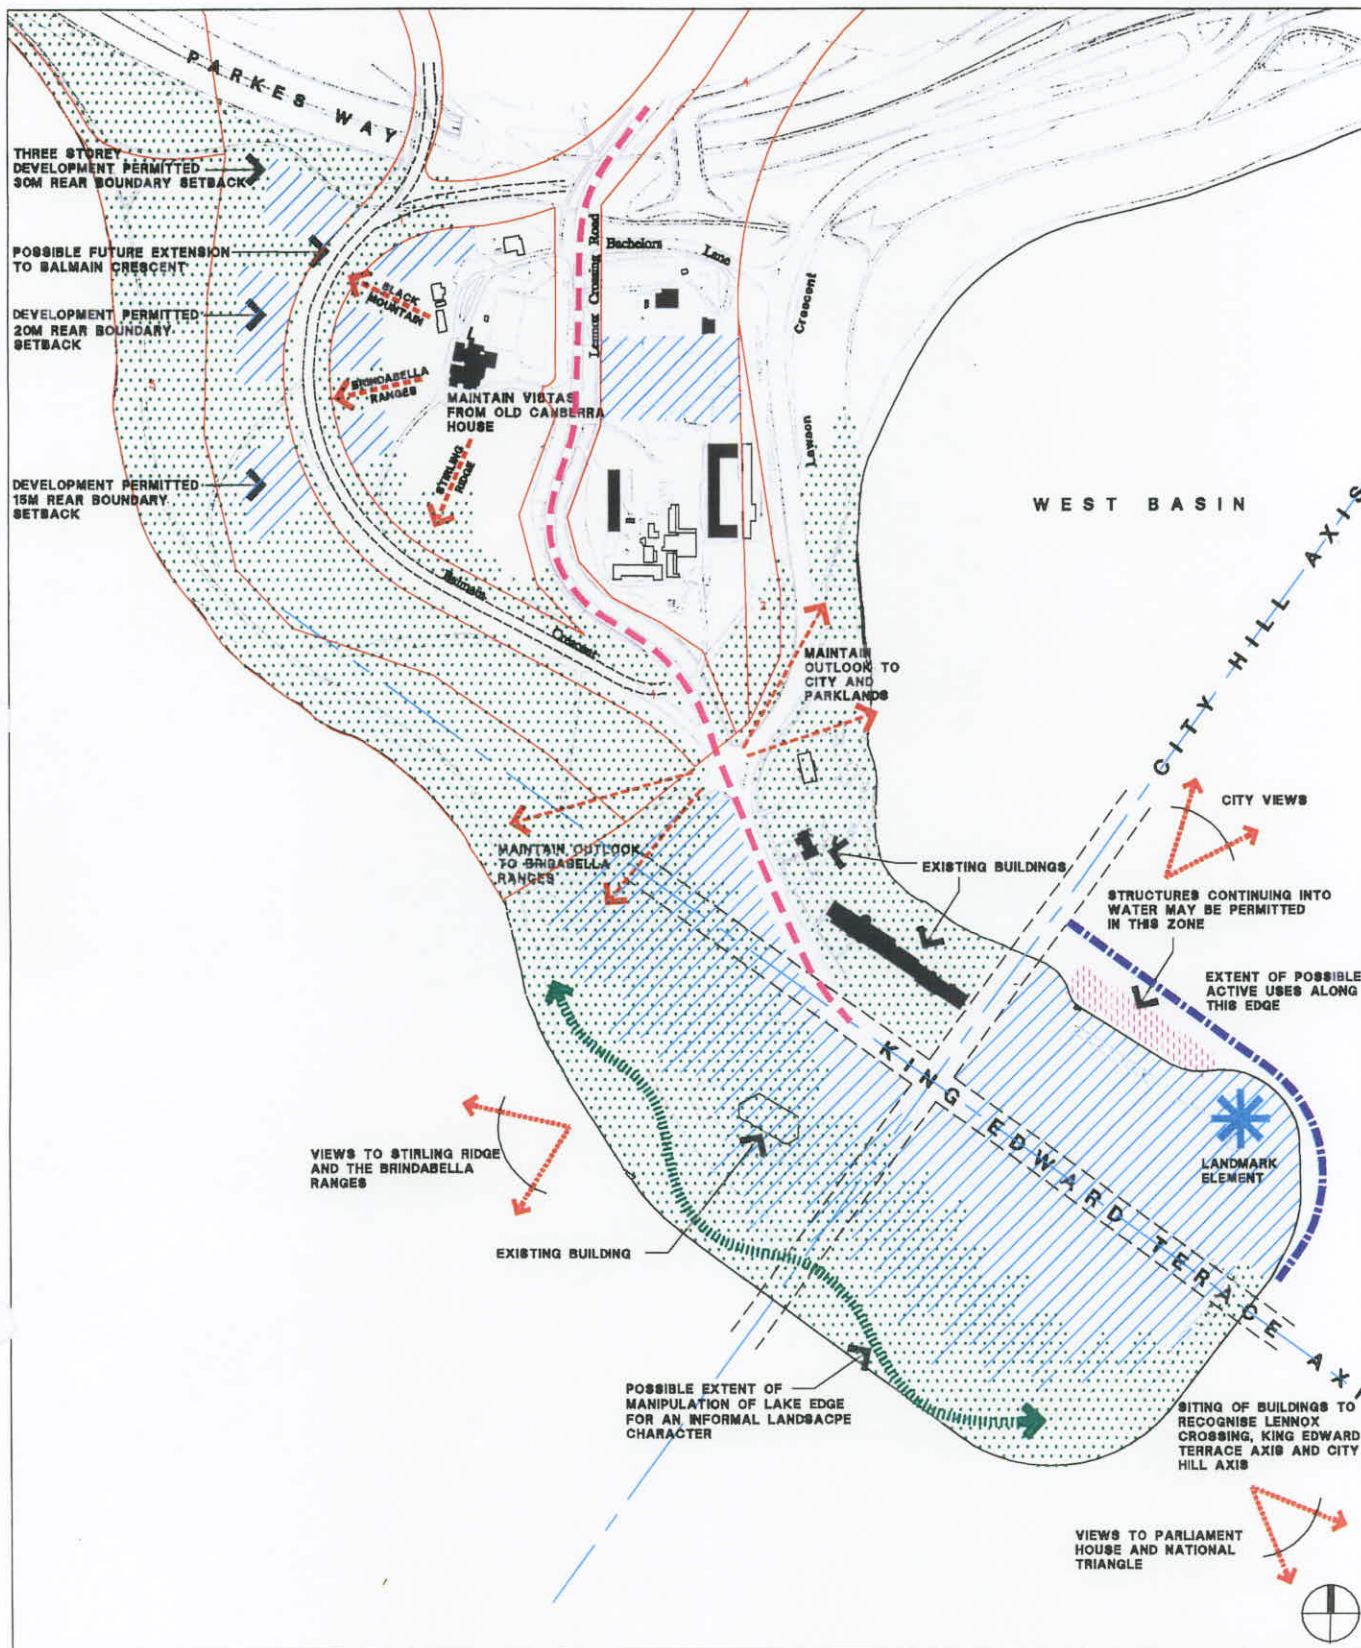 PARKES WAY
THREE STOREY
DEVELOPMENT PERMITTED
30M REAR BOUNDARY SETBACK
POSSIBLE FUTURE EXTENSION
TO BALMAIN CRESCENT
DEVELOPMENT PERMITTED
20M REAR BOUNDARY
SETBACK
DEVELOPMENT PERMITTED
15M REAR BOUNDARY
SETBACK
BLACK
MOUNTAIN
BRINDABELLA
RANGES
STIRLING
RIDGE
MAINTAIN VISTAS
FROM OLD CANBERRA
HOUSE
Lennox Crossing Road
Bachelors Lane
Lawson Crescent
Balmain Crescent
WEST BASIN
CITY HILL AXIS
MAINTAIN
OUTLOOK TO
CITY AND
PARKLANDS
MAINTAIN OUTLOOK
TO BRIDABELLA
RANGES
CITY VIEWS
EXISTING BUILDINGS
STRUCTURES CONTINUING INTO
WATER MAY BE PERMITTED
IN THIS ZONE
EXTENT OF POSSIBLE
ACTIVE USES ALONG
THIS EDGE
KING EDWARD TERACE AXI
LANDMARK
ELEMENT
VIEWS TO STIRLING RIDGE
AND THE BRINDABELLA
RANGES
EXISTING BUILDING
POSSIBLE EXTENT OF
MANIPULATION OF LAKE EDGE
FOR AN INFORMAL LANDSACPE
CHARACTER
SITING OF BUILDINGS TO
RECOGNISE LENNOX
CROSSING, KING EDWARD
TERRACE AXIS AND CITY
HILL AXIS
VIEWS TO PARLIAMENT
HOUSE AND NATIONAL
TRIANGLE